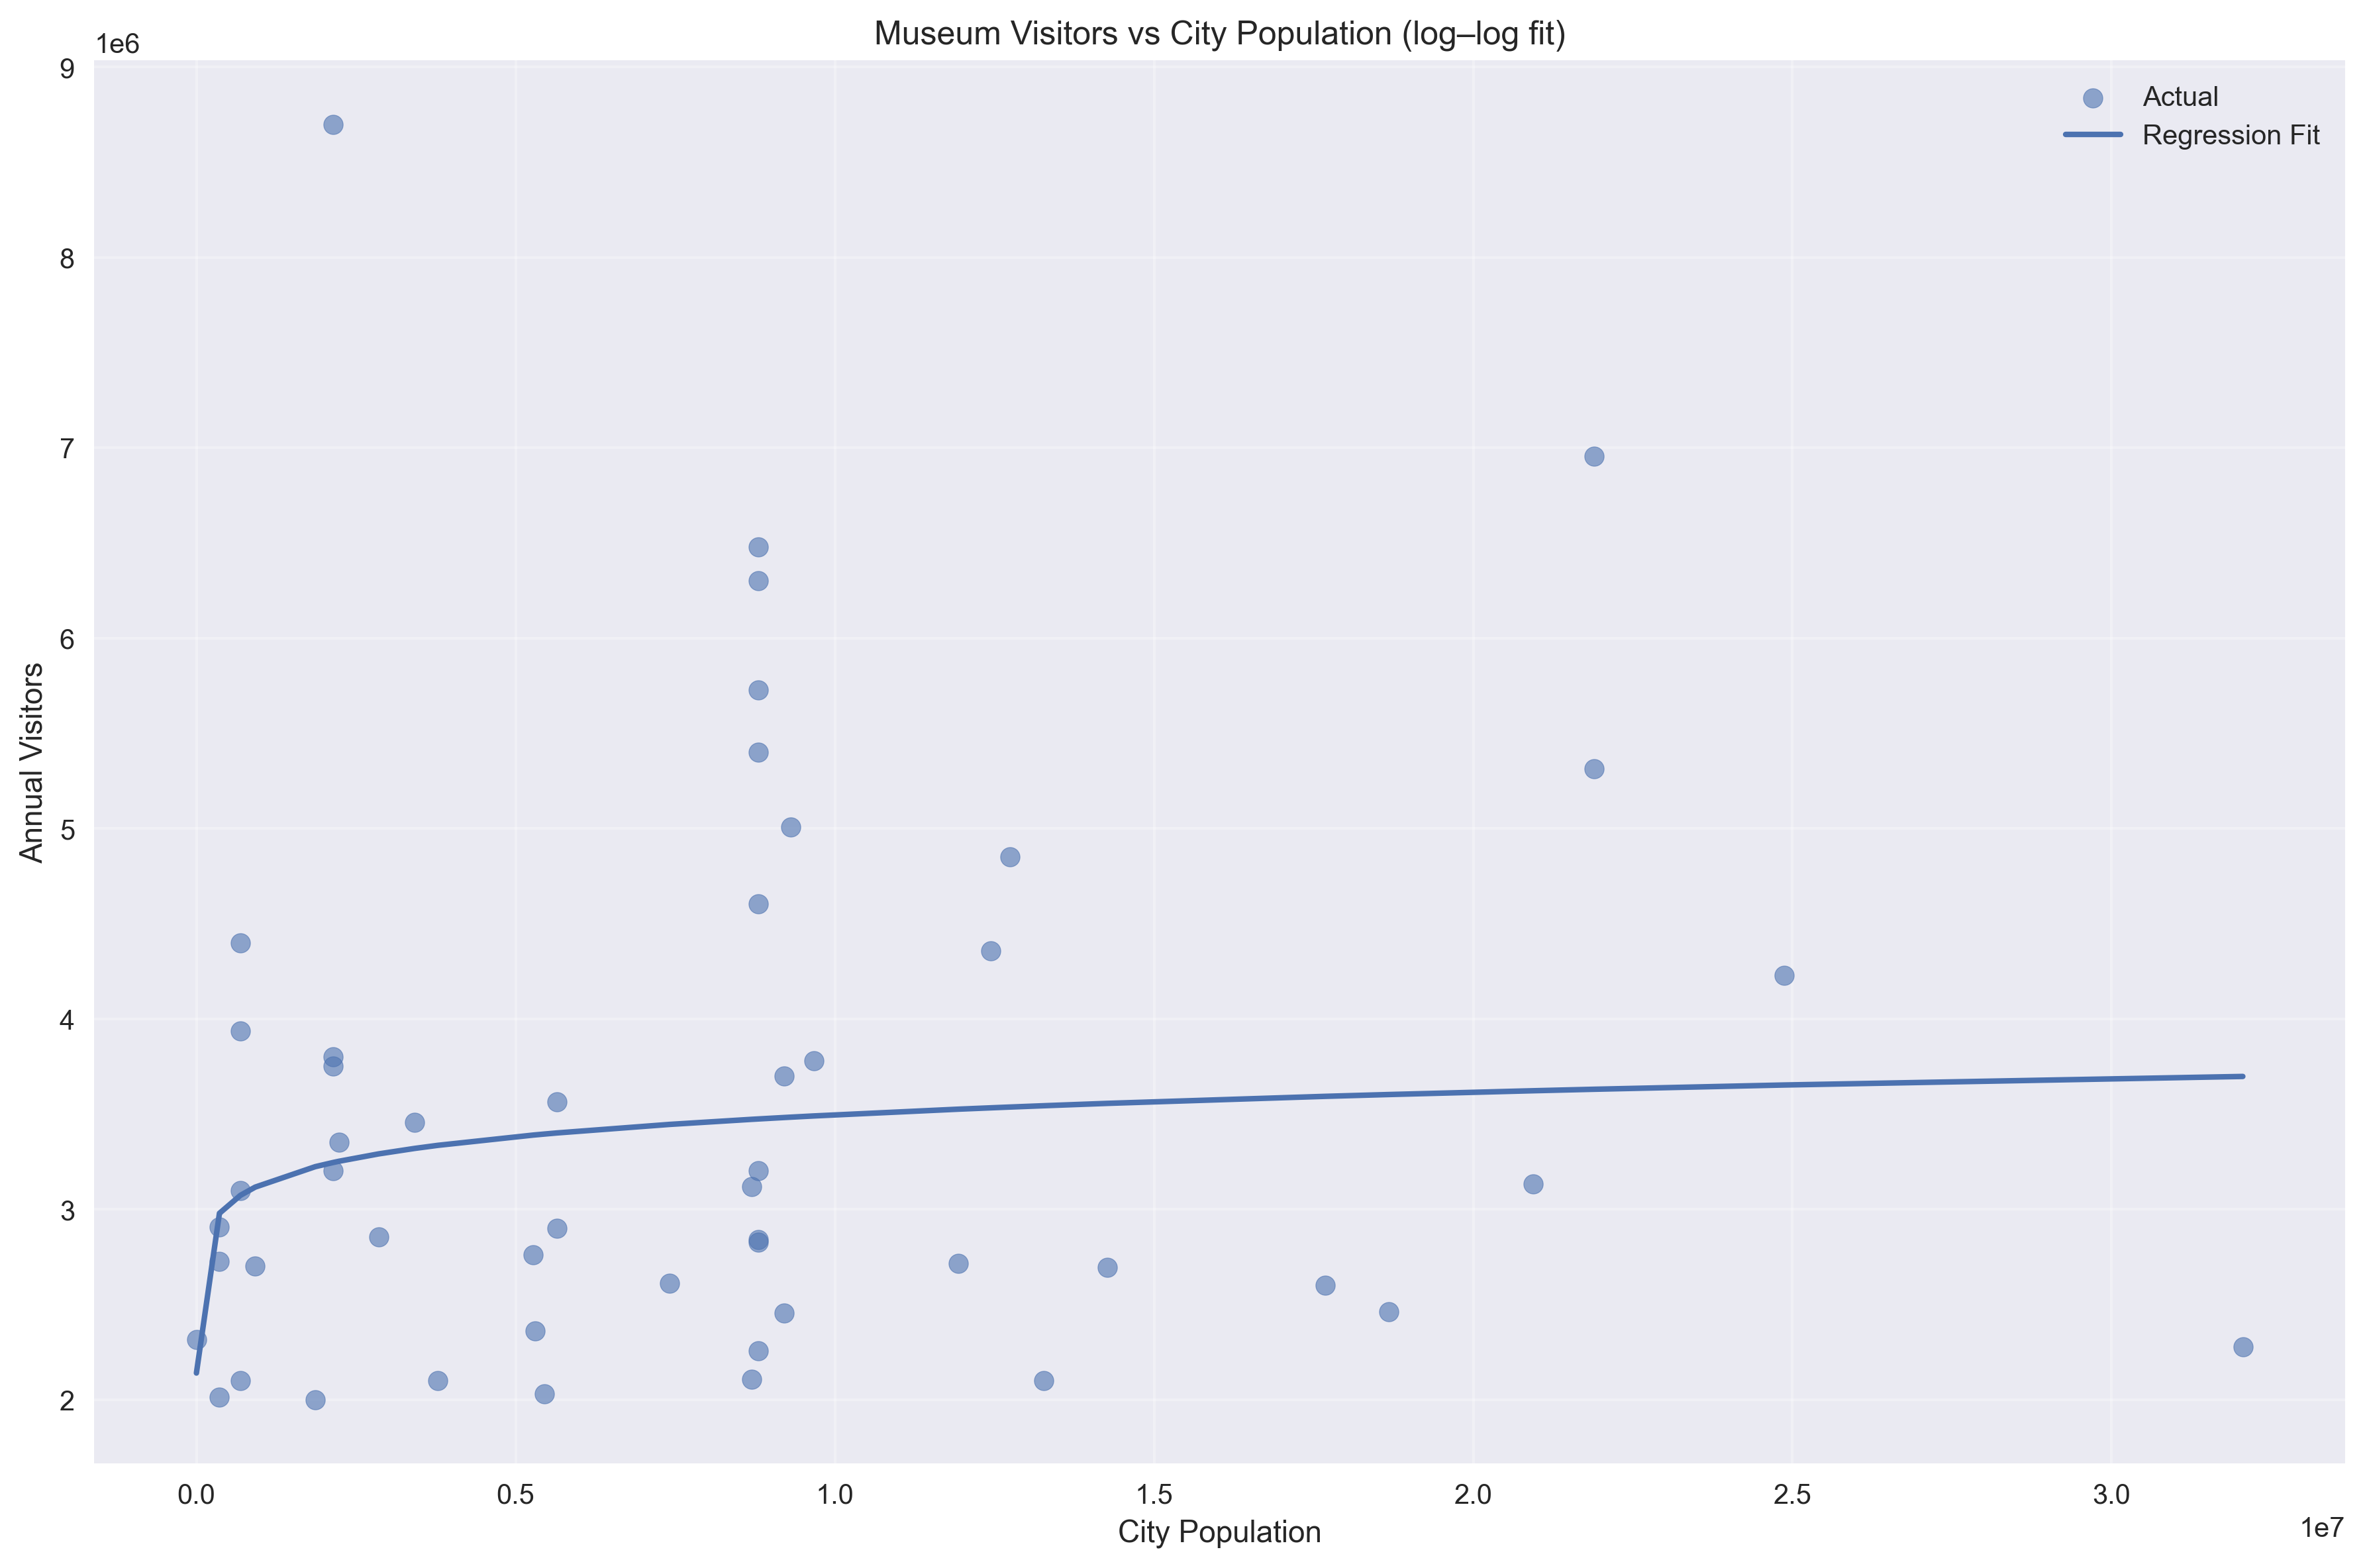 Museum Visitors vs City Population (log–log fit)
1e6
Actual
Regression Fit
9
8
7
6
5
4
3
2
Annual Visitors
0.0 0.5 1.0 1.5 2.0 2.5 3.0
City Population
1e7